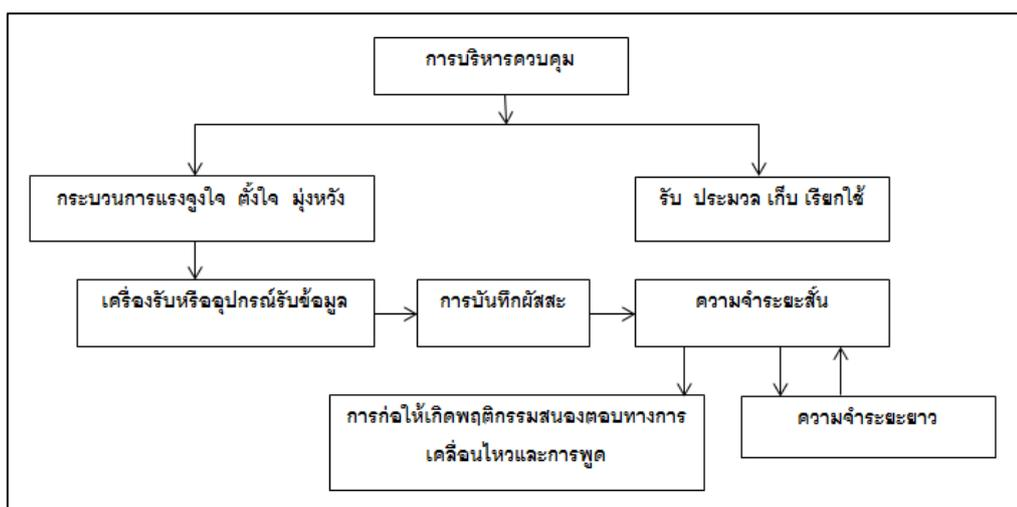 การบริหารควบคุม
กระบวนการแรงจูงใจ ตั้งใจ มุ่งหวัง
รับ ประมวล เก็บ เรียกใช้
เครื่องรับหรืออุปกรณ์รับข้อมูล
การบันทึกผัสสะ
ความจำระยะสั้น
การก่อให้เกิดพฤติกรรมสนองตอบทางการ
เคลื่อนไหวและการพูด
ความจำระยะยาว